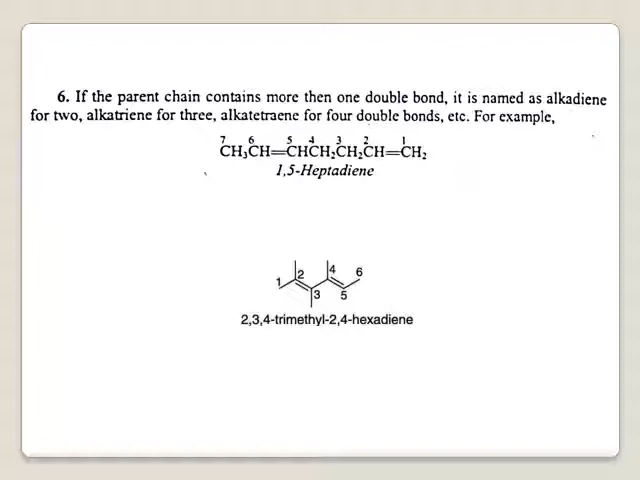 6. If the parent chain contains more then one double bond, it is named as alkadiene
for two, alkatriene for three, alkatetraene for four double bonds, etc. For example,
7 6 5 4 3 2 1
CH₃CH=CHCH₂CH₂CH=CH₂
1,5-Heptadiene
1 2 3 4 5 6
2,3,4-trimethyl-2,4-hexadiene